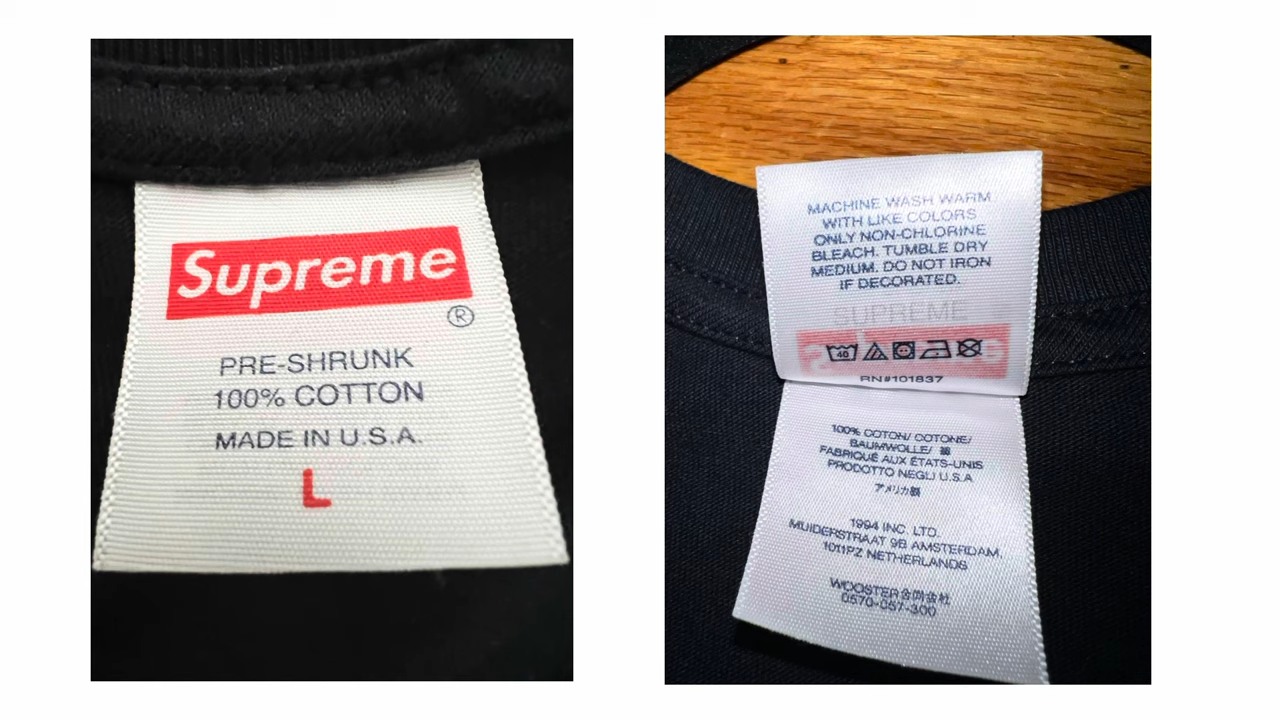 Supreme
®
PRE-SHRUNK
100% COTTON
MADE IN U.S.A.
L
MACHINE WASH WARM
WITH LIKE COLORS
ONLY NON-CHLORINE
BLEACH. TUMBLE DRY
MEDIUM. DO NOT IRON
IF DECORATED.
SUPREME
40
RN#101837
100% COTON/ COTONE/
BAUMWOLLE/ 綿
FABRIQUÉ AUX ÉTATS-UNIS
PRODOTTO NEGLI U.S.A
アメリカ製
1994 INC. LTD.
MUIDERSTRAAT 9B AMSTERDAM.
1011PZ NETHERLANDS
WOOSTER合同会社
0570-057-300